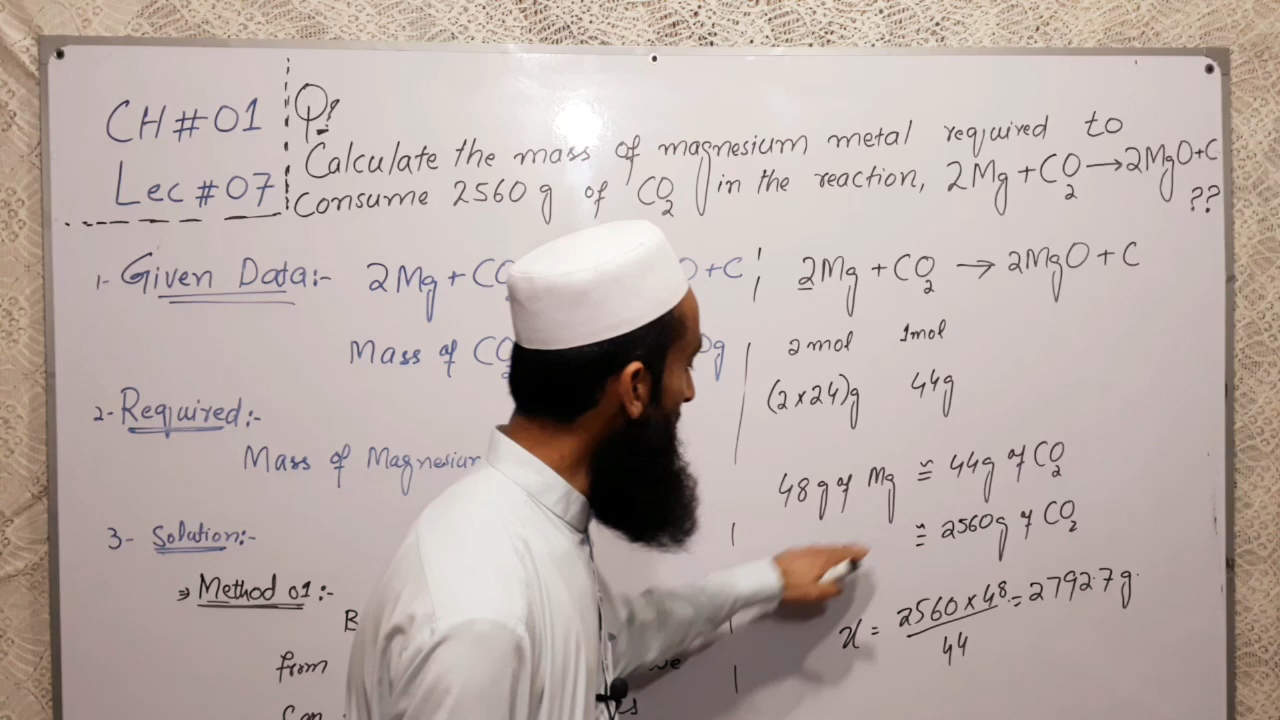 CH # 01
Lec # 07
Q?
Calculate the mass of magnesium metal required to
Consume 2560 g of CO₂ in the reaction, 2Mg + CO₂ → 2MgO + C
??
1- Given Data:- 2Mg + CO + C ;
Mass of CO g
2- Required:-
Mass of Magnesium
3- Solution:-
⇒ Method 01:-
B
from
Can
2Mg + CO₂ → 2MgO + C
2 mol 1 mol
(2×24)g 44g
48 g of Mg ≅ 44g of CO₂
≅ 2560g of CO₂
x = 2560 × 48 = 2792.7 g.
44